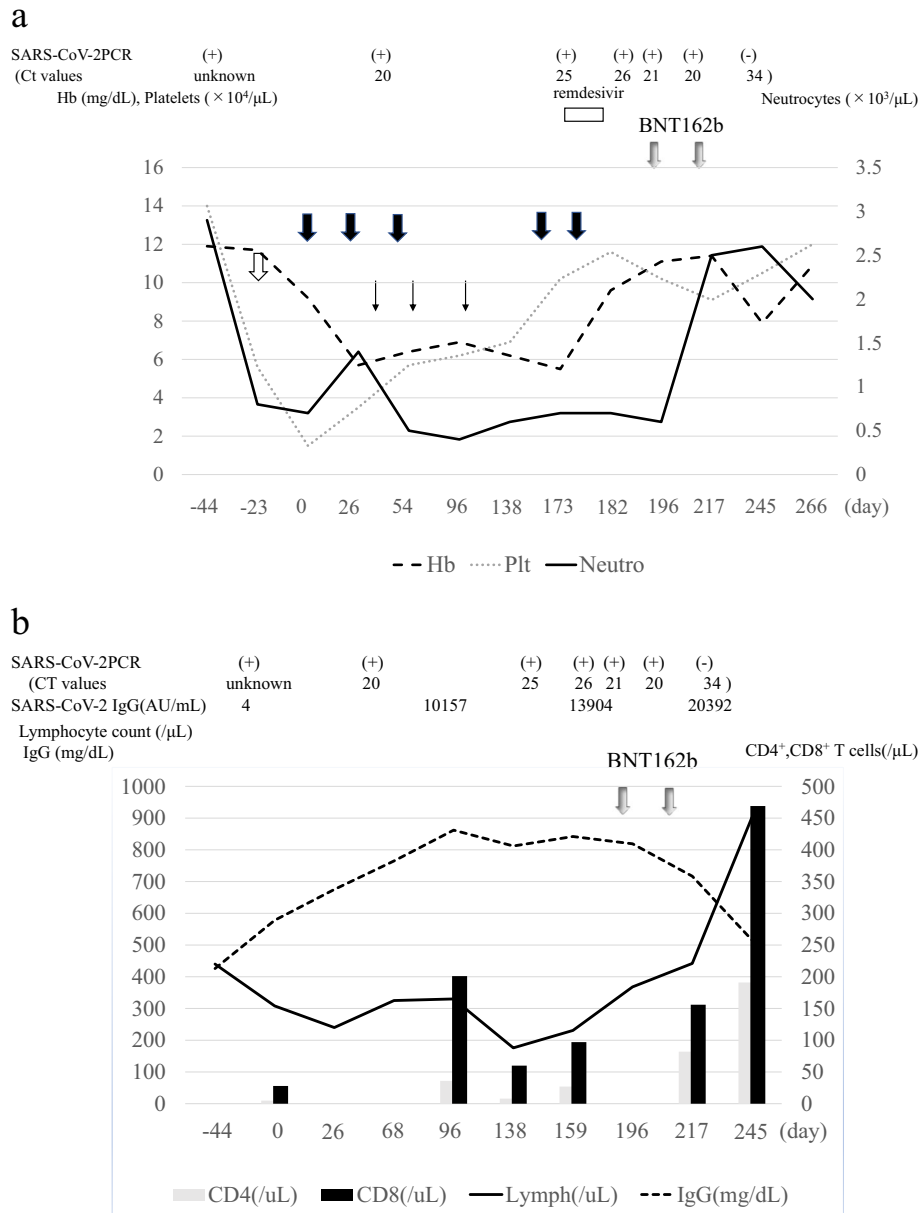 a
SARS-CoV-2PCR (+) (+) (+) (+) (+) (+) (-)
(Ct values unknown 20 25 26 21 20 34 )
remdesivir
Hb (mg/dL), Platelets ( ×10⁴/μL) Neutrocytes ( ×10³/μL)
BNT162b
16 3.5
14 3
12 2.5
10 2
8 1.5
6 1
4 0.5
2 0
0
-44 -23 0 26 54 96 138 173 182 196 217 245 266 (day)
Hb Plt Neutro
b
SARS-CoV-2PCR (+) (+) (+) (+) (+) (+) (-)
(CT values unknown 20 25 26 21 20 34 )
SARS-CoV-2 IgG(AU/mL) 4 10157 13904 20392
Lymphocyte count (/μL)
IgG (mg/dL) CD4⁺,CD8⁺ T cells(/μL)
BNT162b
1000 500
900 450
800 400
700 350
600 300
500 250
400 200
300 150
200 100
100 50
0 0
-44 0 26 68 96 138 159 196 217 245 (day)
CD4(/uL) CD8(/uL) Lymph(/uL) IgG(mg/dL)